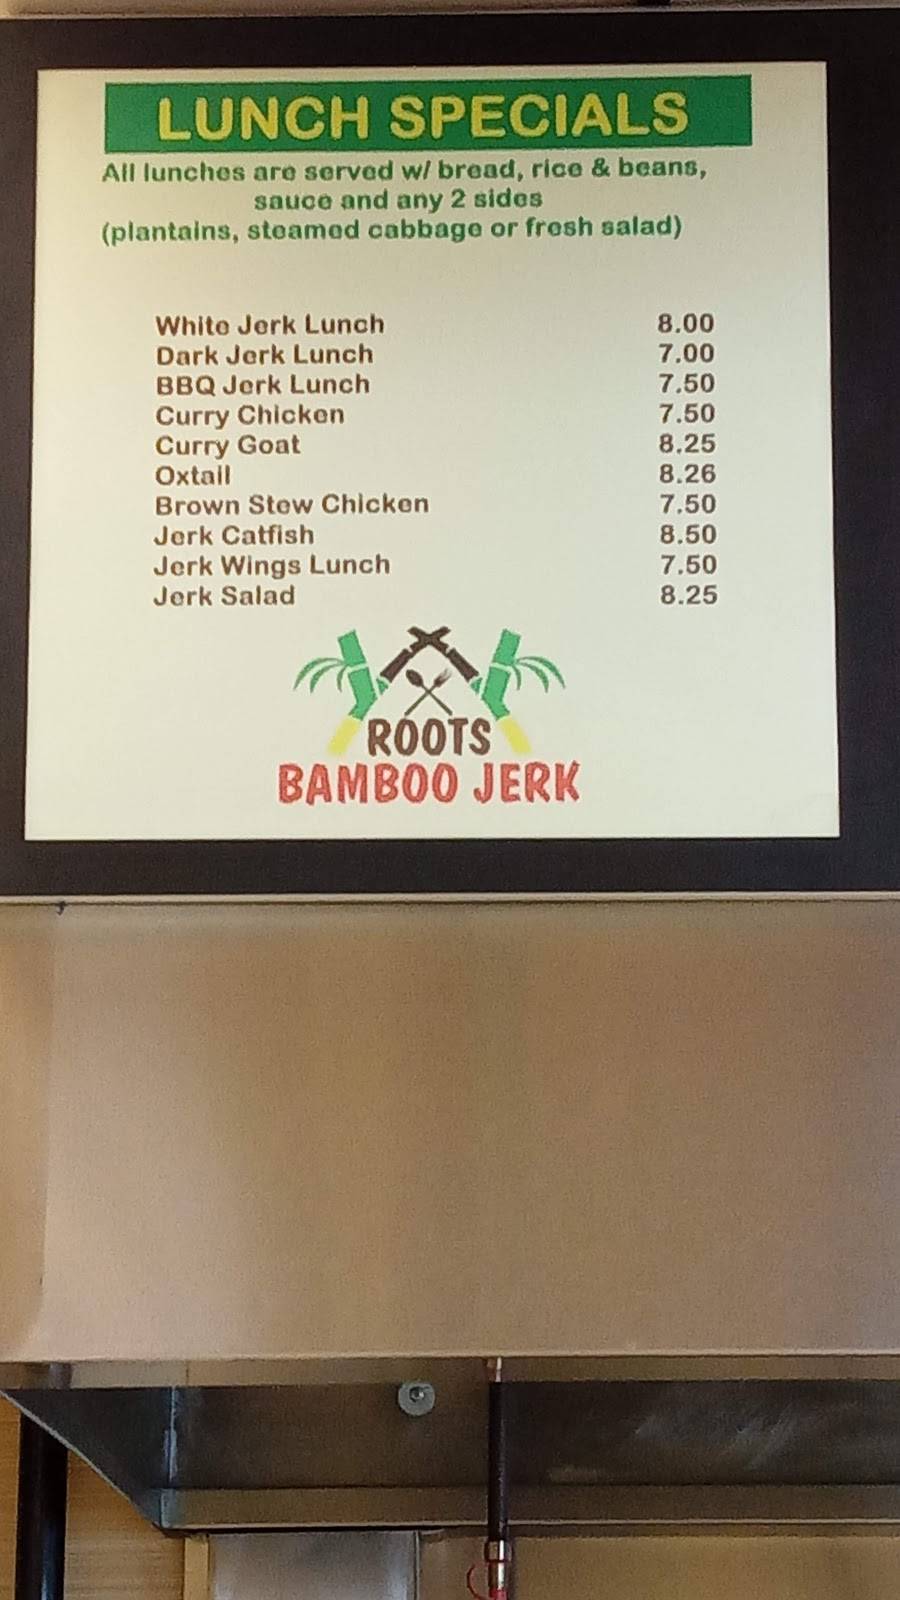 LUNCH SPECIALS
All lunches are served w/ bread, rice & beans,
sauce and any 2 sides
(plantains, steamed cabbage or fresh salad)
White Jerk Lunch 8.00
Dark Jerk Lunch 7.00
BBQ Jerk Lunch 7.50
Curry Chicken 7.50
Curry Goat 8.25
Oxtail 8.26
Brown Stew Chicken 7.50
Jerk Catfish 8.50
Jerk Wings Lunch 7.50
Jerk Salad 8.25
ROOTS
BAMBOO JERK